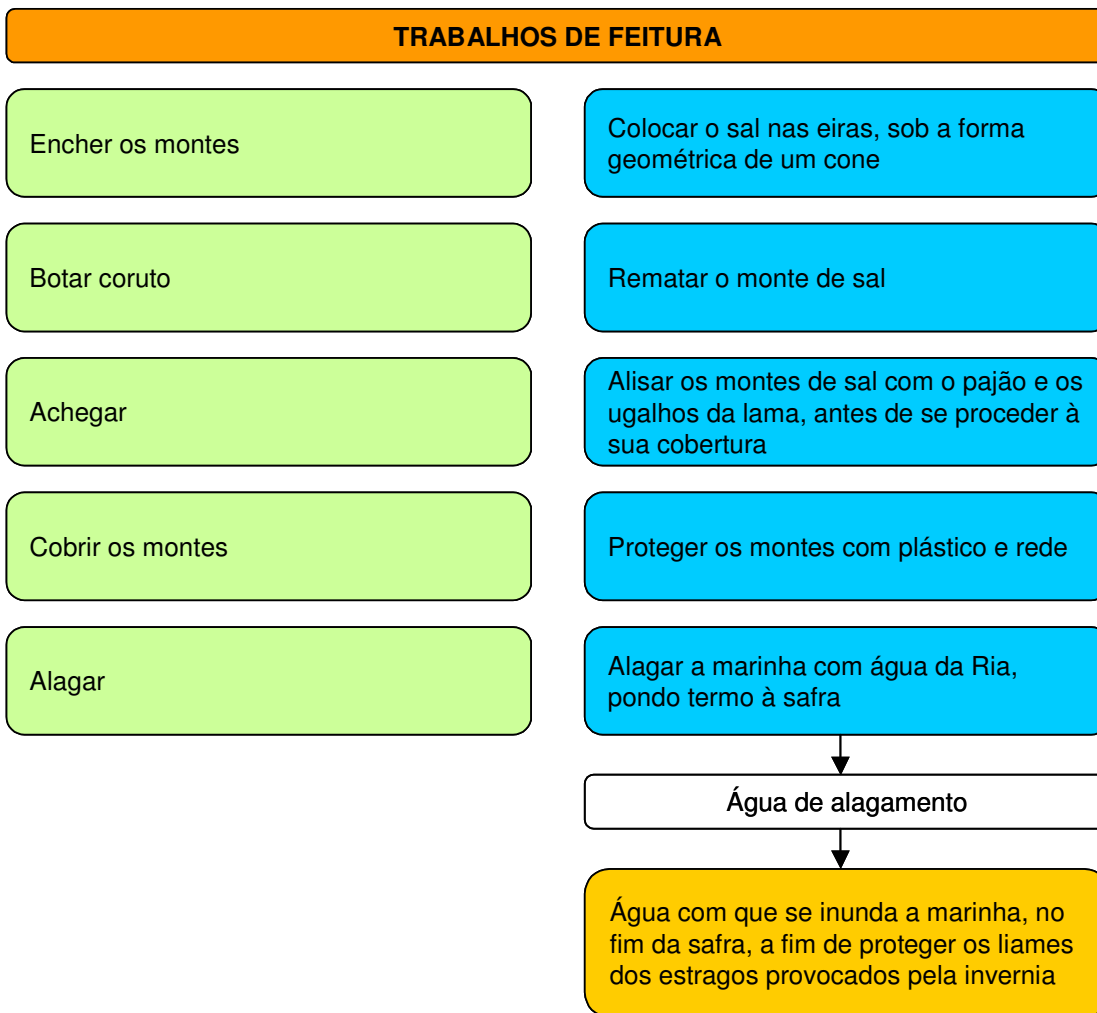 TRABALHOS DE FEITURA
Encher os montes
Colocar o sal nas eiras, sob a forma
geométrica de um cone
Botar coruto
Rematar o monte de sal
Achegar
Alisar os montes de sal com o pajão e os
ugalhos da lama, antes de se proceder à
sua cobertura
Cobrir os montes
Proteger os montes com plástico e rede
Alagar
Alagar a marinha com água da Ria,
pondo termo à safra
Água de alagamento
Água com que se inunda a marinha, no
fim da safra, a fim de proteger os liames
dos estragos provocados pela invernia